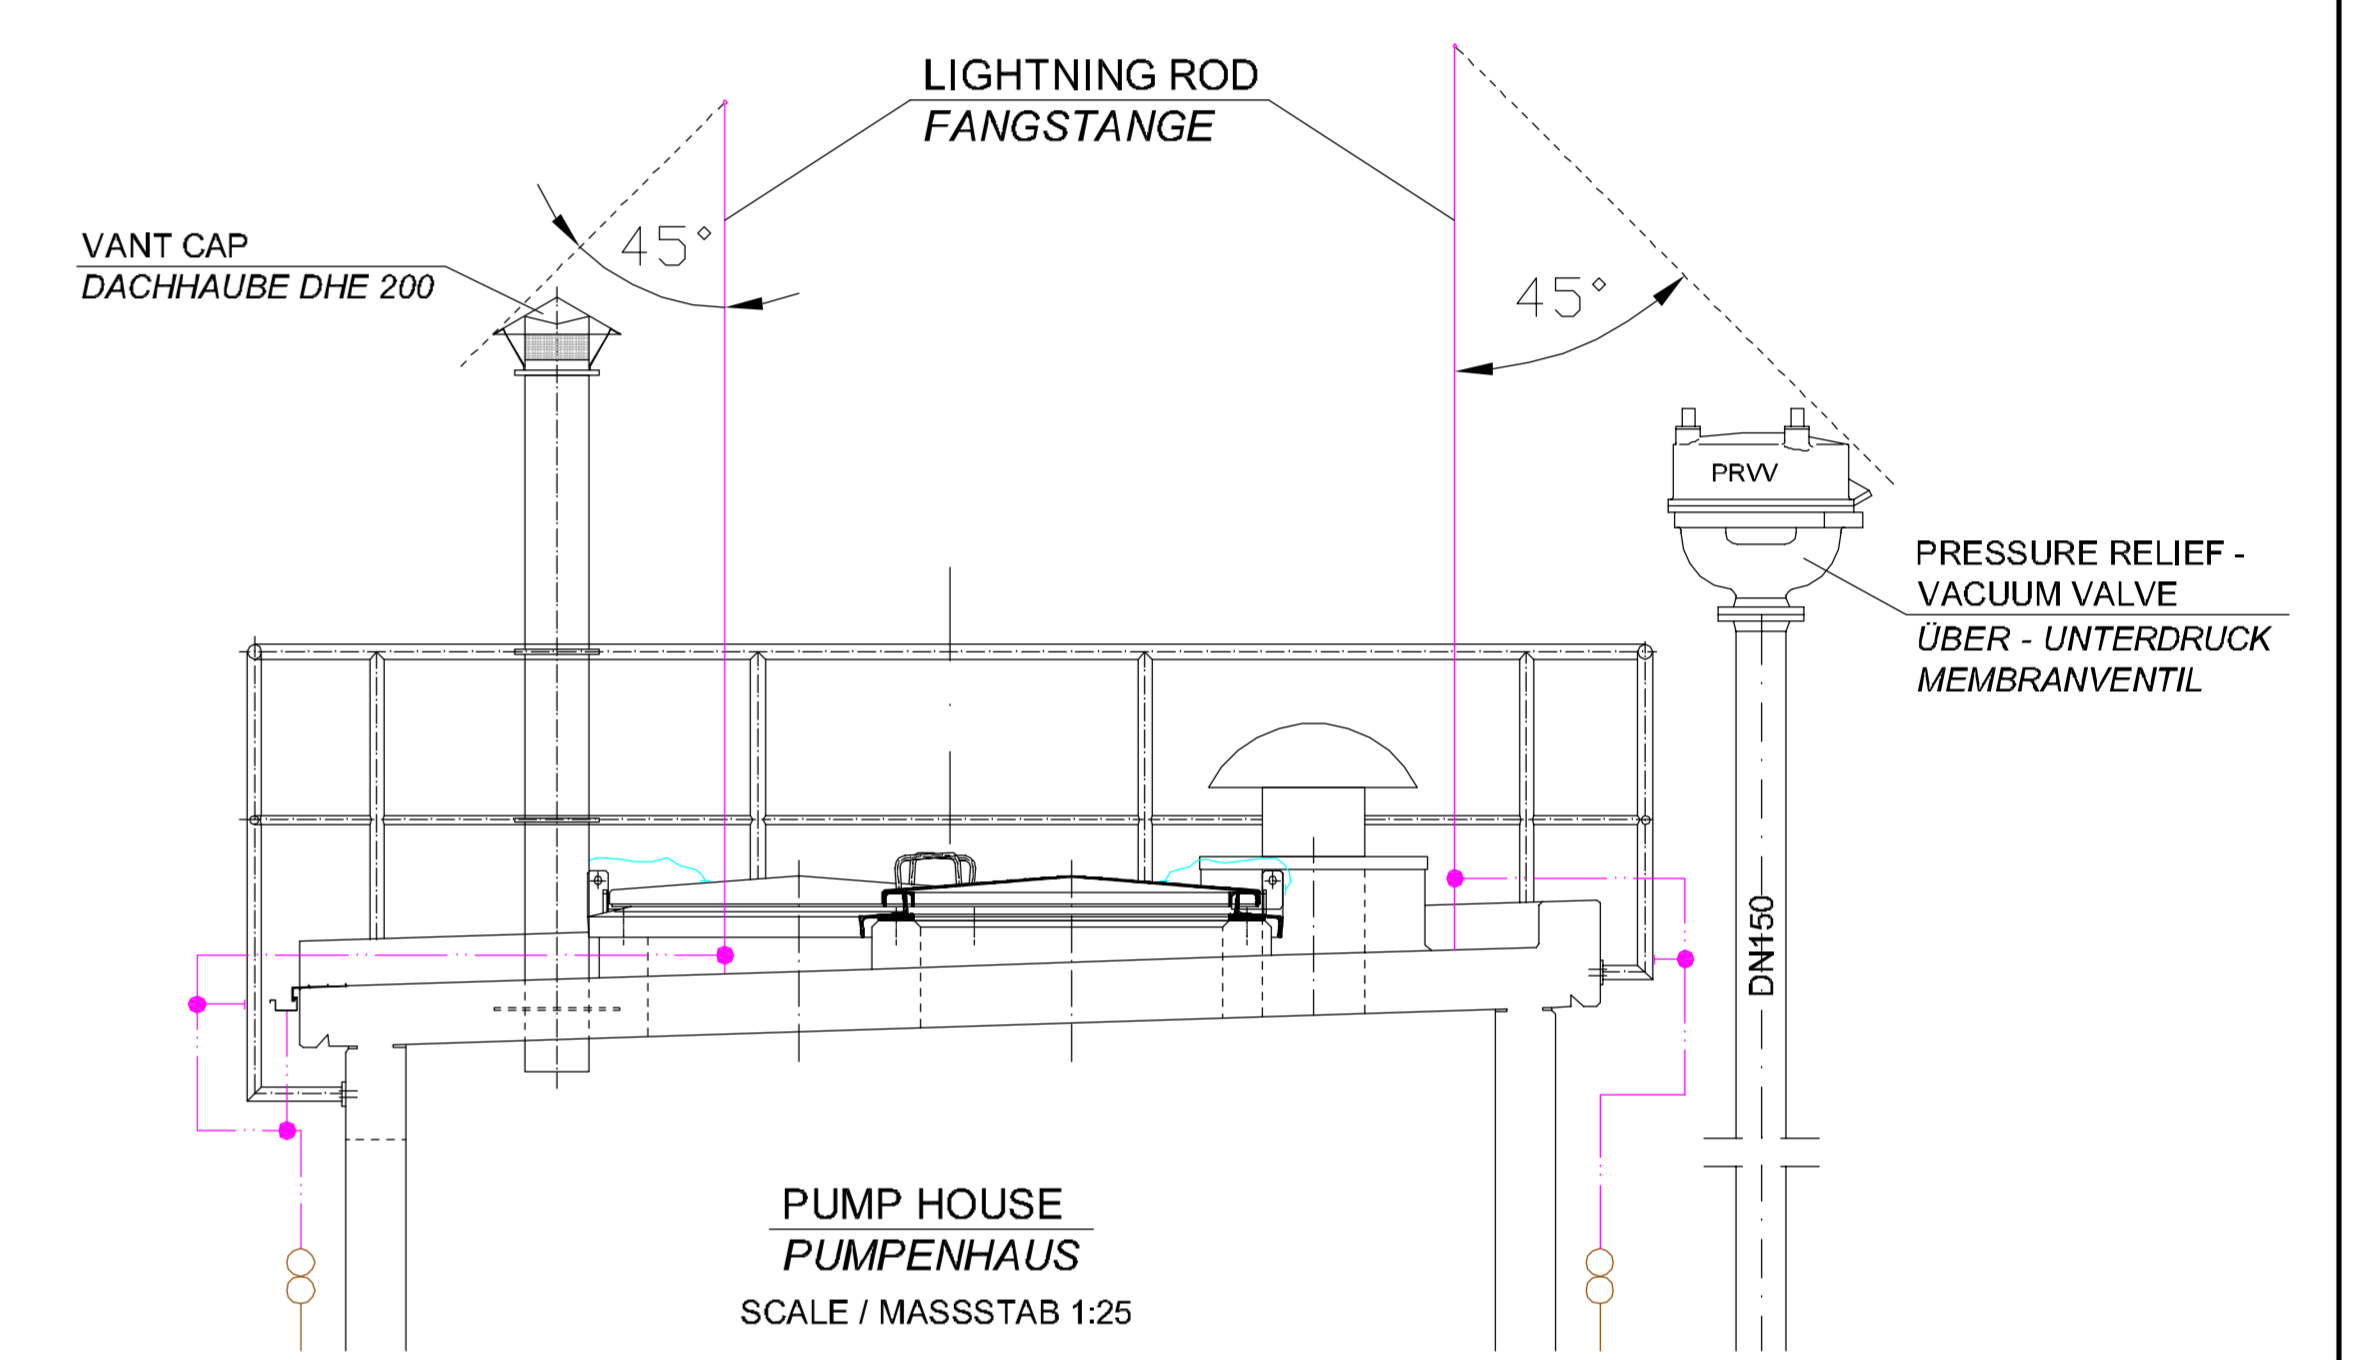 LIGHTNING ROD
FANGSTANGE
VANT CAP
DACHHAUBE DHE 200
45°
45°
PRVV
PRESSURE RELIEF -
VACUUM VALVE
ÜBER - UNTERDRUCK
MEMBRANVENTIL
DN150
PUMP HOUSE
PUMPENHAUS
SCALE / MASSSTAB 1:25